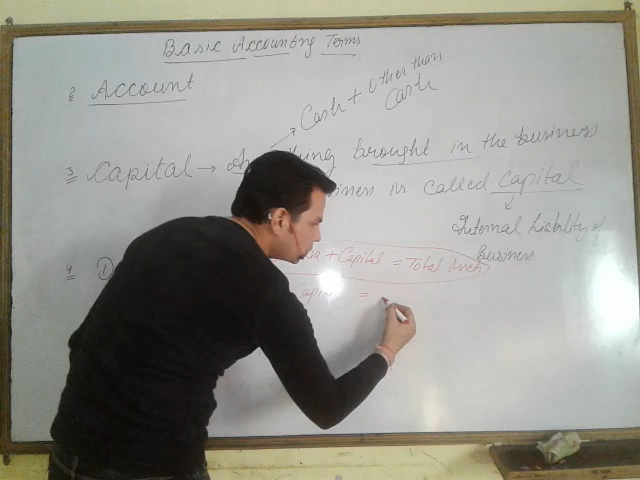 Basic Accounting Terms
2 Account
Cash + Other than
Cash
3 Capital → brought in the business
is called Capital
Internal Liability of
Business
4 ①
+ Capital = Total Assets
=